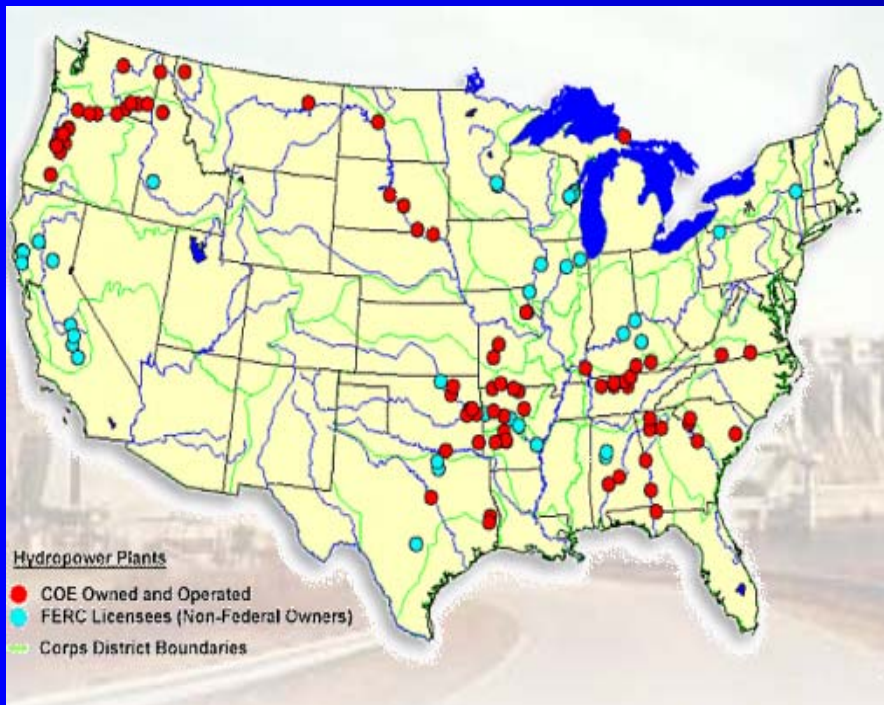 Hydropower Plants
COE Owned and Operated
FERC Licensees (Non-Federal Owners)
Corps District Boundaries